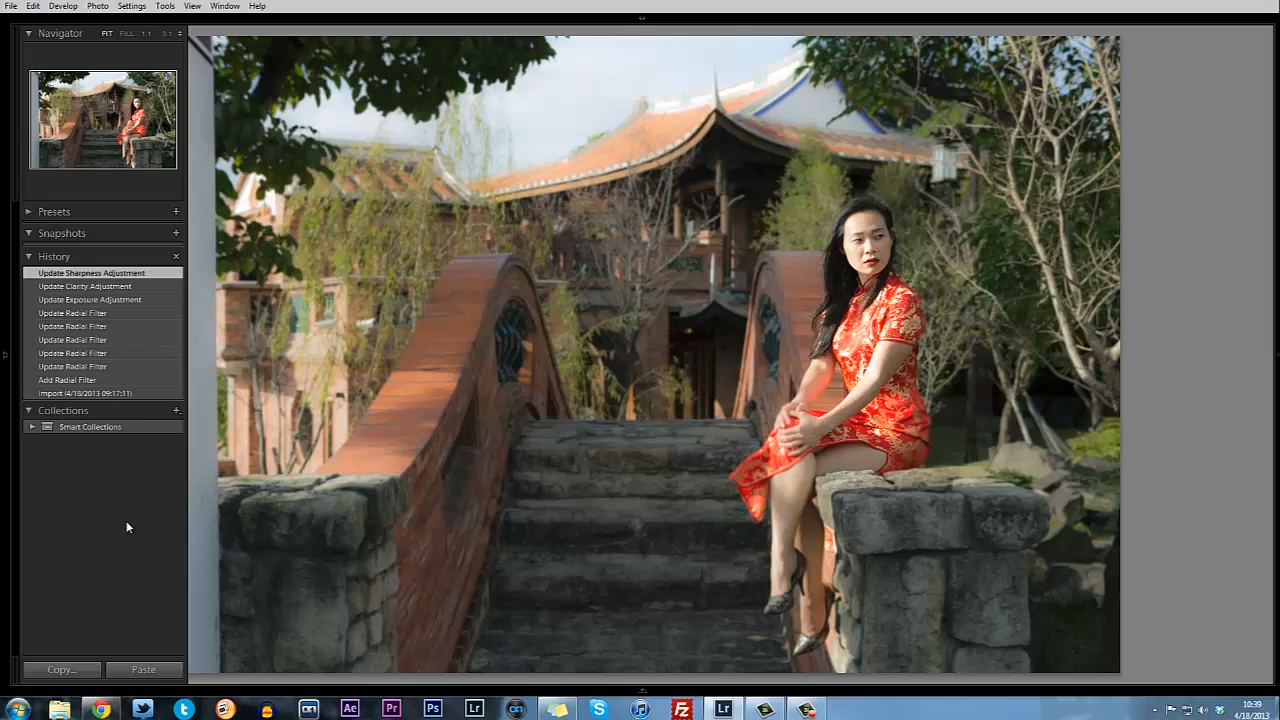 File Edit Develop Photo Settings Tools View Window Help
Navigator FIT FILL 1:1 3:1
Presets
Snapshots
History
Update Sharpness Adjustment
Update Clarity Adjustment
Update Exposure Adjustment
Update Radial Filter
Update Radial Filter
Update Radial Filter
Update Radial Filter
Update Radial Filter
Add Radial Filter
Import (4/18/2013 09:17:11)
Collections
Smart Collections
Copy... Paste
Ae Pr Ps Lr Fz Lr
10:39
4/18/2013